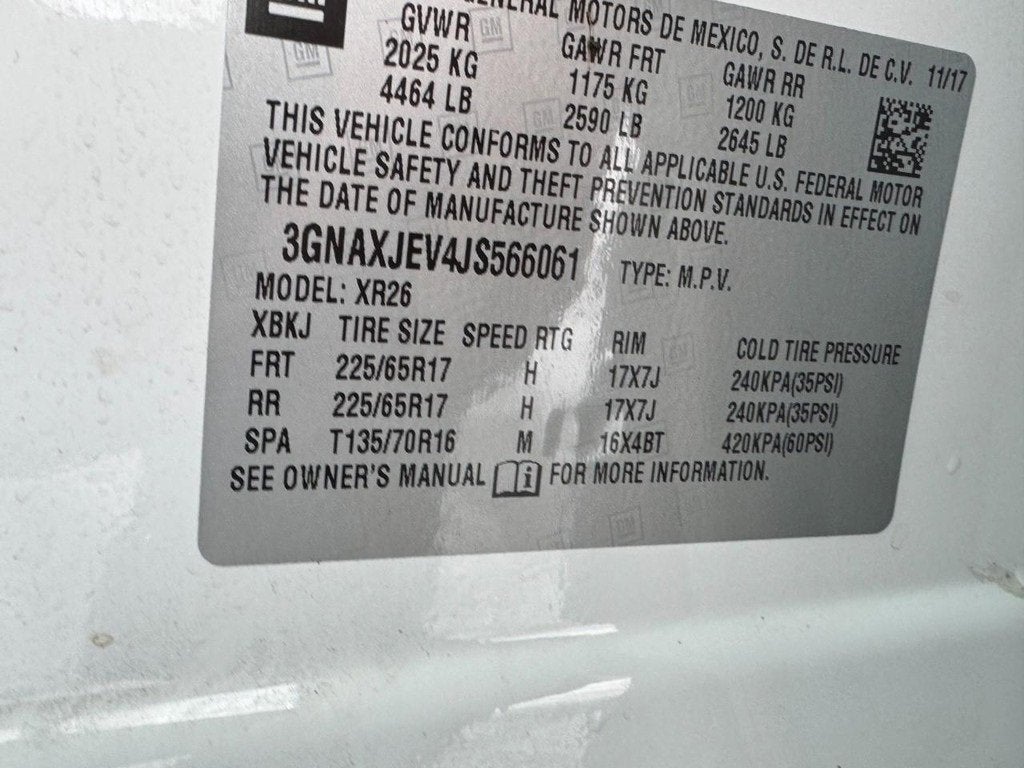 GM
GENERAL MOTORS DE MEXICO, S. DE R.L. DE C.V. 11/17
GVWR GAWR FRT GAWR RR
2025 KG 1175 KG 1200 KG
4464 LB 2590 LB 2645 LB
THIS VEHICLE CONFORMS TO ALL APPLICABLE U.S. FEDERAL MOTOR
VEHICLE SAFETY AND THEFT PREVENTION STANDARDS IN EFFECT ON
THE DATE OF MANUFACTURE SHOWN ABOVE.
3GNAXJEV4JS566061 TYPE: M.P.V.
MODEL: XR26
XBKJ TIRE SIZE SPEED RTG RIM COLD TIRE PRESSURE
FRT 225/65R17 H 17X7J 240KPA(35PSI)
RR 225/65R17 H 17X7J 240KPA(35PSI)
SPA T135/70R16 M 16X4BT 420KPA(60PSI)
SEE OWNER'S MANUAL i FOR MORE INFORMATION.